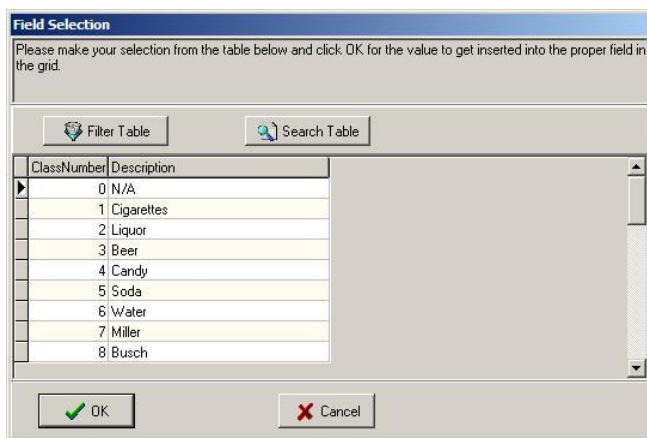 Field Selection
Please make your selection from the table below and click OK for the value to get inserted into the proper field in
the grid.
Filter Table Search Table
ClassNumber Description
0 N/A
1 Cigarettes
2 Liquor
3 Beer
4 Candy
5 Soda
6 Water
7 Miller
8 Busch
OK Cancel